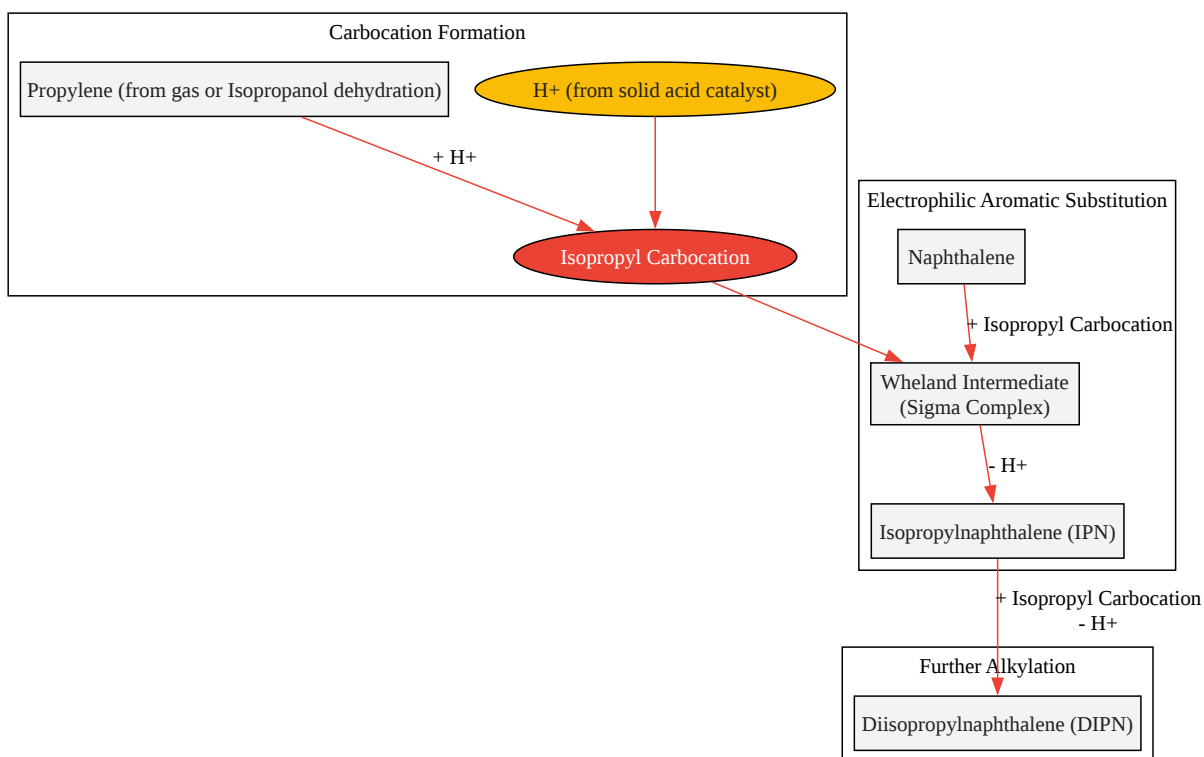 Carbocation Formation
Propylene (from gas or Isopropanol dehydration)
H+ (from solid acid catalyst)
+ H+
Isopropyl Carbocation
Electrophilic Aromatic Substitution
Naphthalene
+ Isopropyl Carbocation
Wheland Intermediate
(Sigma Complex)
- H+
Isopropylnaphthalene (IPN)
+ Isopropyl Carbocation
- H+
Further Alkylation
Diisopropylnaphthalene (DIPN)